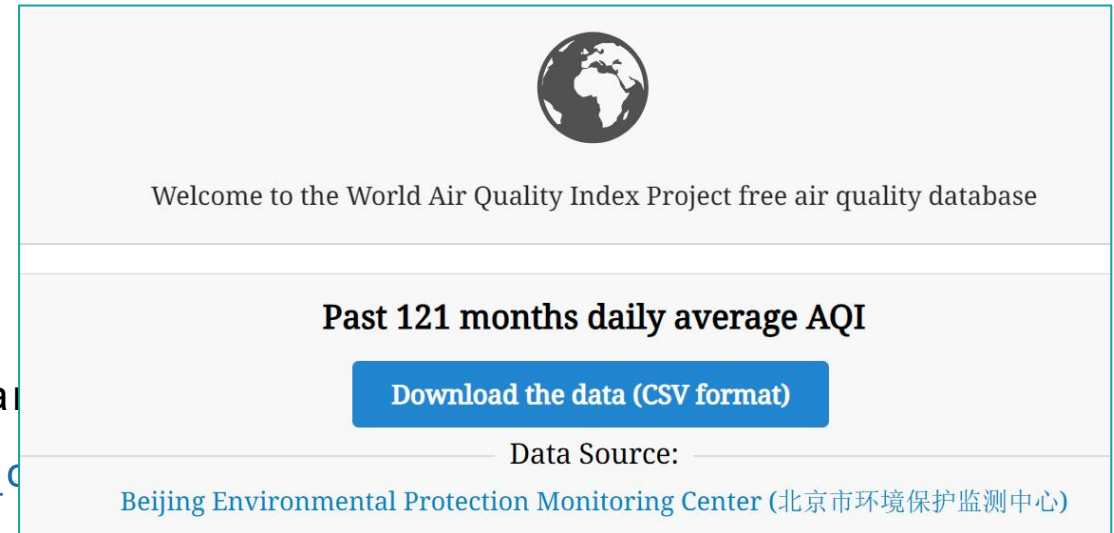 Welcome to the World Air Quality Index Project free air quality database
Past 121 months daily average AQI
Download the data (CSV format)
Data Source:
Beijing Environmental Protection Monitoring Center (北京市环境保护监测中心)